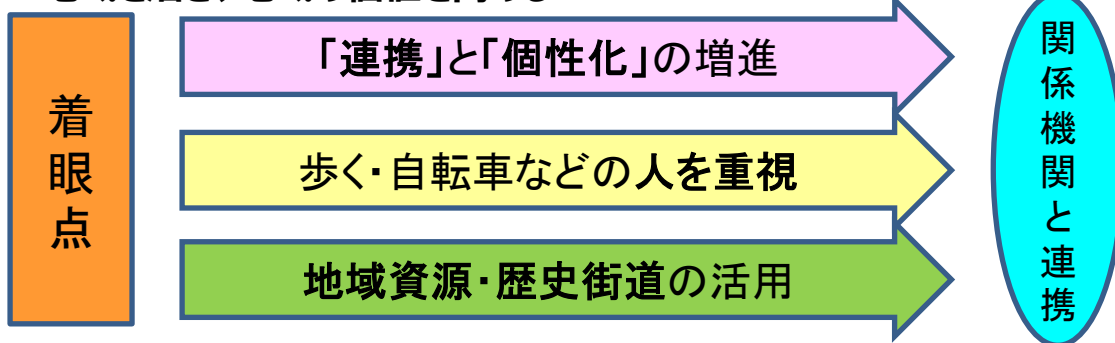 着眼点
「連携」と「個性化」の増進
歩く・自転車などの人を重視
地域資源・歴史街道の活用
関係機関と連携